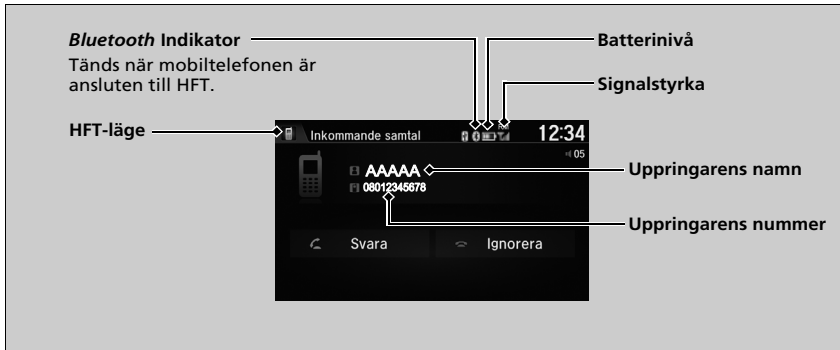 Bluetooth Indikator
Tänds när mobiltelefonen är
ansluten till HFT.
HFT-läge
Batterinivå
Signalstyrka
Uppringarens namn
Uppringarens nummer
Inkommande samtal
12:34
05
AAAAA
08012345678
Svara
Ignorera